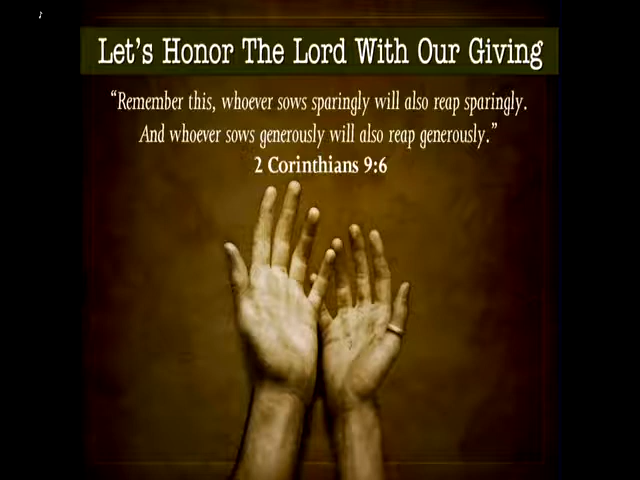 ♪
Let's Honor The Lord With Our Giving
“Remember this, whoever sows sparingly will also reap sparingly.
And whoever sows generously will also reap generously.”
2 Corinthians 9:6